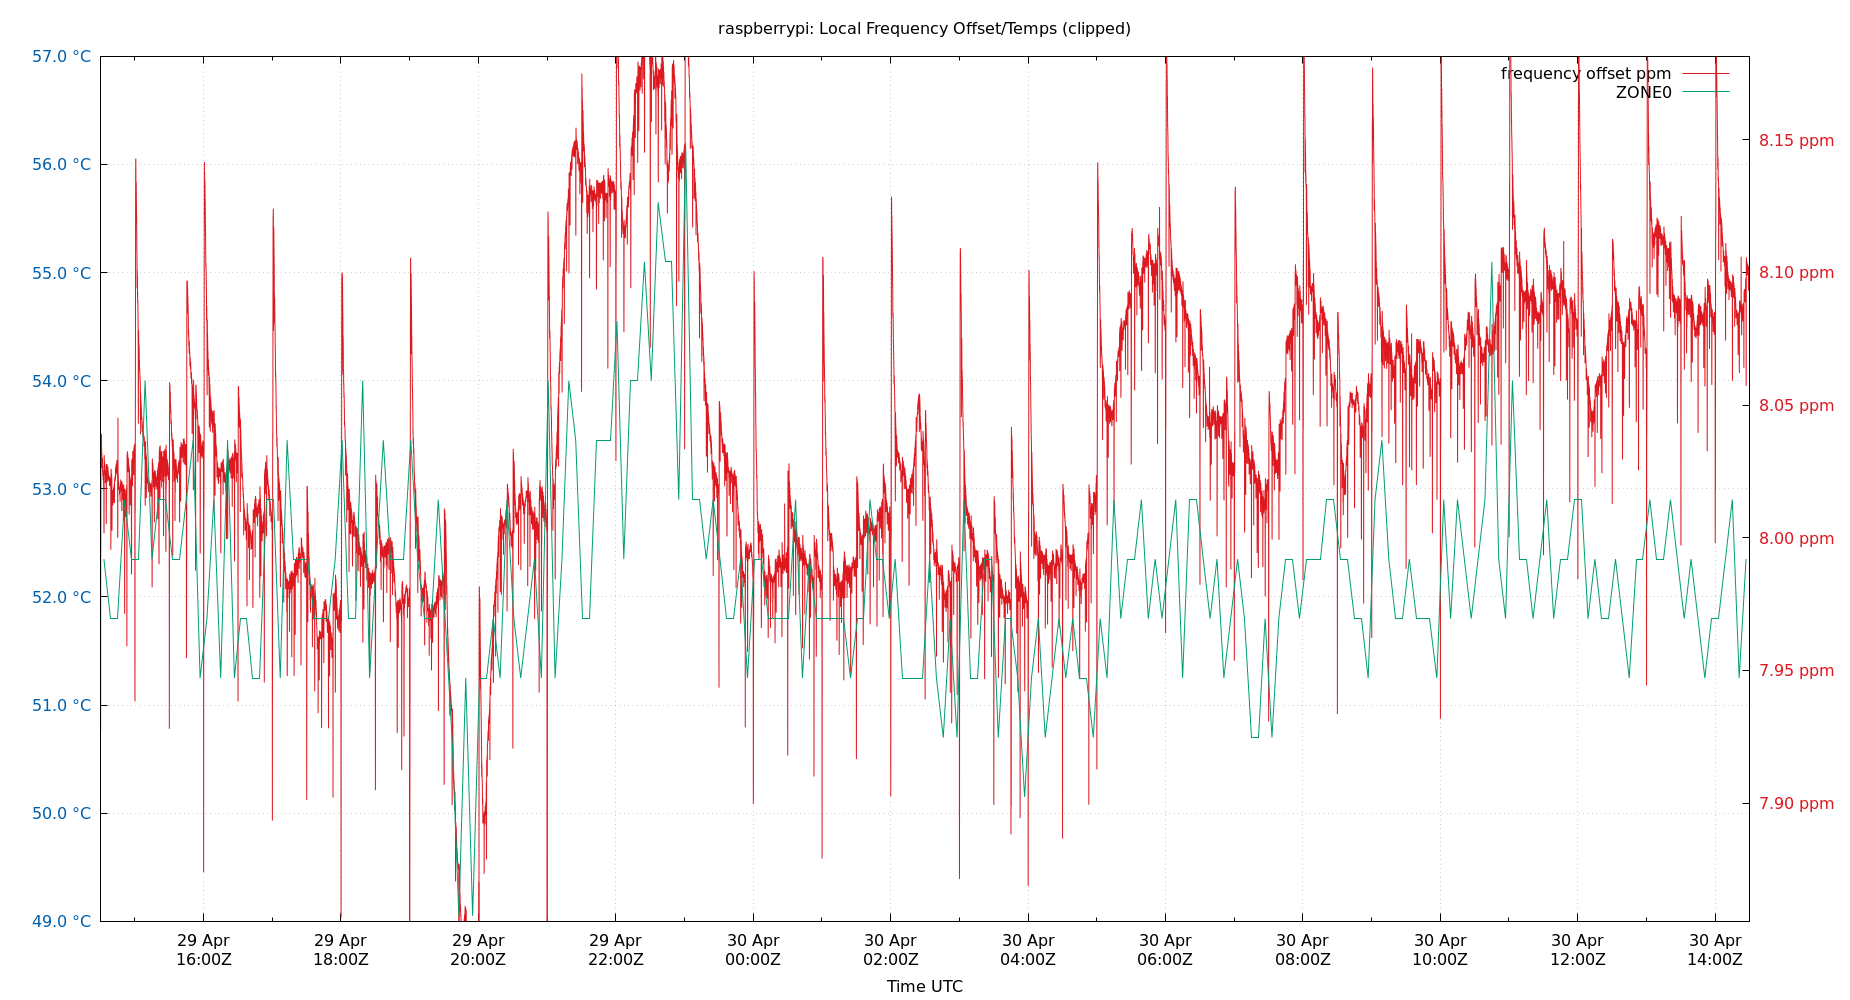 raspberrypi: Local Frequency Offset/Temps (clipped)
frequency offset ppm
ZONE0
57.0 °C
56.0 °C
55.0 °C
54.0 °C
53.0 °C
52.0 °C
51.0 °C
50.0 °C
49.0 °C
8.15 ppm
8.10 ppm
8.05 ppm
8.00 ppm
7.95 ppm
7.90 ppm
29 Apr 29 Apr 29 Apr 29 Apr 30 Apr 30 Apr 30 Apr 30 Apr 30 Apr 30 Apr 30 Apr 30 Apr
16:00Z 18:00Z 20:00Z 22:00Z 00:00Z 02:00Z 04:00Z 06:00Z 08:00Z 10:00Z 12:00Z 14:00Z
Time UTC